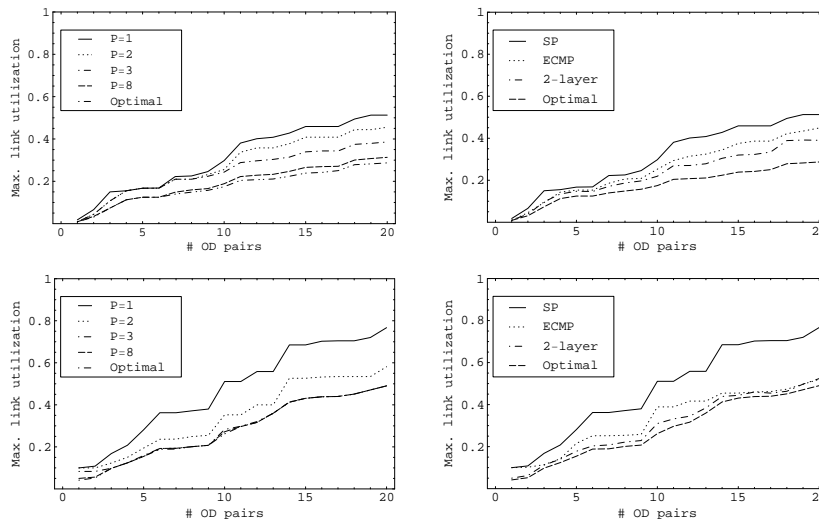 1
0.8
0.6
0.4
0.2
Max. link utilization
P=1
P=2
P=3
P=8
Optimal
0 5 10 15 20
# OD pairs
1
0.8
0.6
0.4
0.2
Max. link utilization
SP
ECMP
2-layer
Optimal
0 5 10 15 20
# OD pairs
1
0.8
0.6
0.4
0.2
Max. link utilization
P=1
P=2
P=3
P=8
Optimal
0 5 10 15 20
# OD pairs
1
0.8
0.6
0.4
0.2
Max. link utilization
SP
ECMP
2-layer
Optimal
0 5 10 15 20
# OD pairs